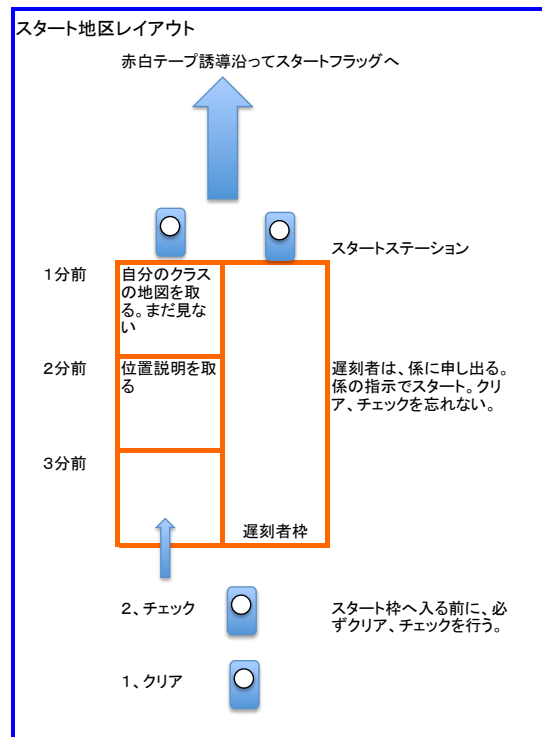 スタート地区レイアウト
赤白テープ誘導沿ってスタートフラッグへ
スタートステーション
1分前
自分のクラス
の地図を取
る。まだ見な
い
2分前
位置説明を取
る
遅刻者は、係に申し出る。
係の指示でスタート。クリ
ア、チェックを忘れない。
3分前
遅刻者枠
2、チェック
スタート枠へ入る前に、必
ずクリア、チェックを行う。
1、クリア